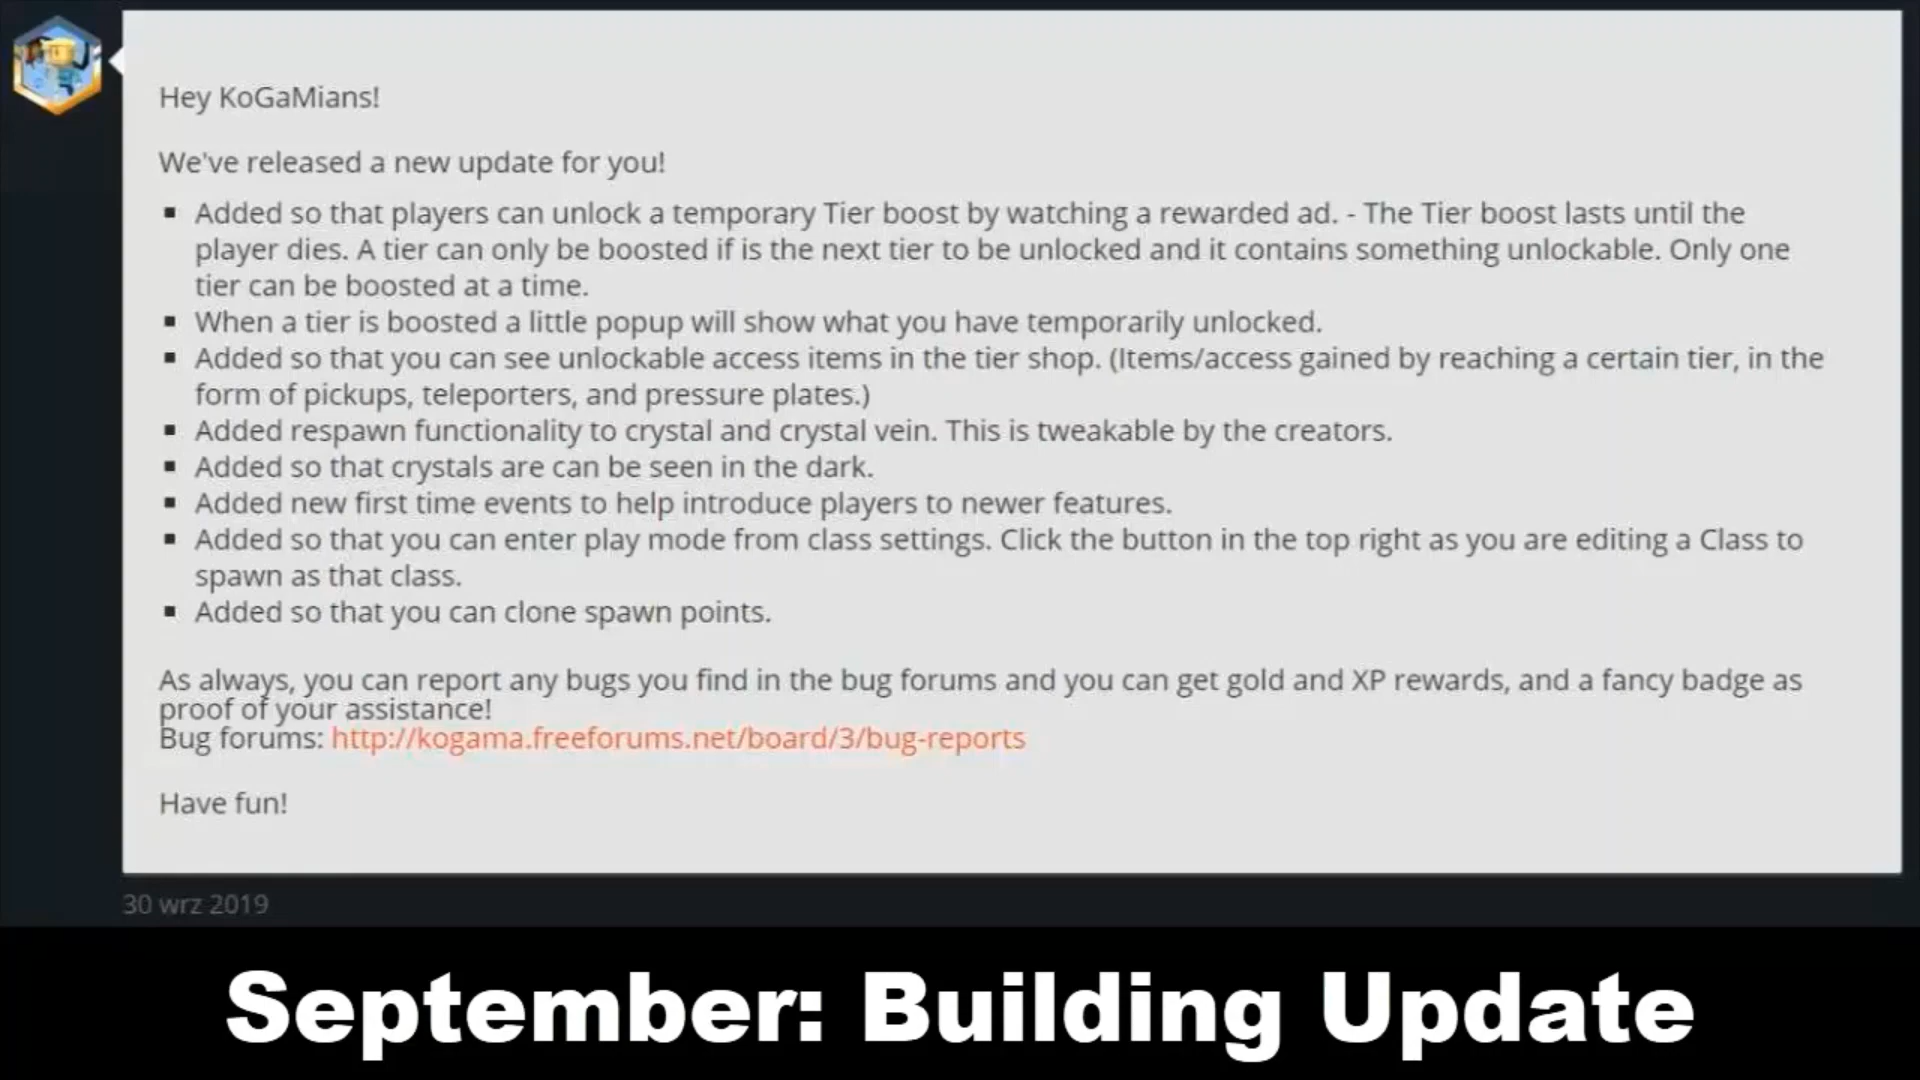 Hey KoGaMians!
We've released a new update for you!
▪ Added so that players can unlock a temporary Tier boost by watching a rewarded ad. - The Tier boost lasts until the
player dies. A tier can only be boosted if is the next tier to be unlocked and it contains something unlockable. Only one
tier can be boosted at a time.
▪ When a tier is boosted a little popup will show what you have temporarily unlocked.
▪ Added so that you can see unlockable access items in the tier shop. (Items/access gained by reaching a certain tier, in the
form of pickups, teleporters, and pressure plates.)
▪ Added respawn functionality to crystal and crystal vein. This is tweakable by the creators.
▪ Added so that crystals are can be seen in the dark.
▪ Added new first time events to help introduce players to newer features.
▪ Added so that you can enter play mode from class settings. Click the button in the top right as you are editing a Class to
spawn as that class.
▪ Added so that you can clone spawn points.
As always, you can report any bugs you find in the bug forums and you can get gold and XP rewards, and a fancy badge as
proof of your assistance!
Bug forums: http://kogama.freeforums.net/board/3/bug-reports
Have fun!
30 wrz 2019
September: Building Update